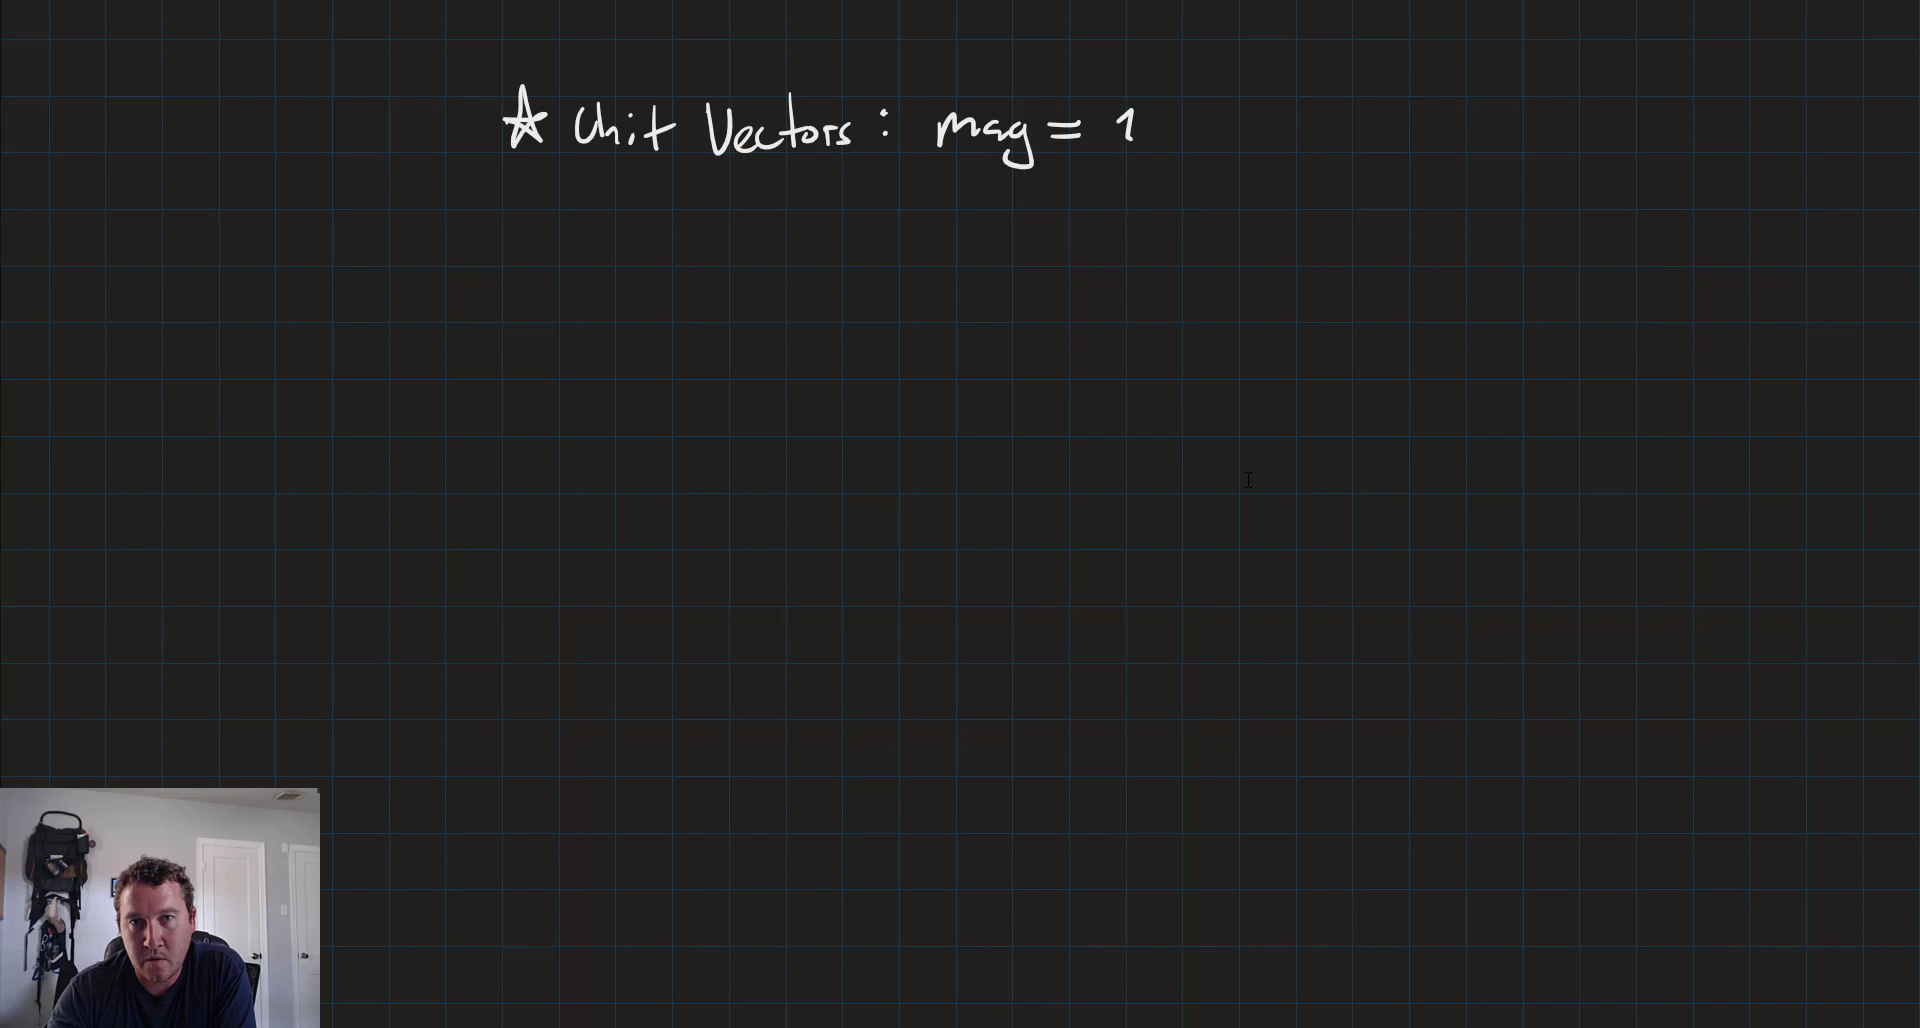 ☆ Unit Vectors: mag = 1